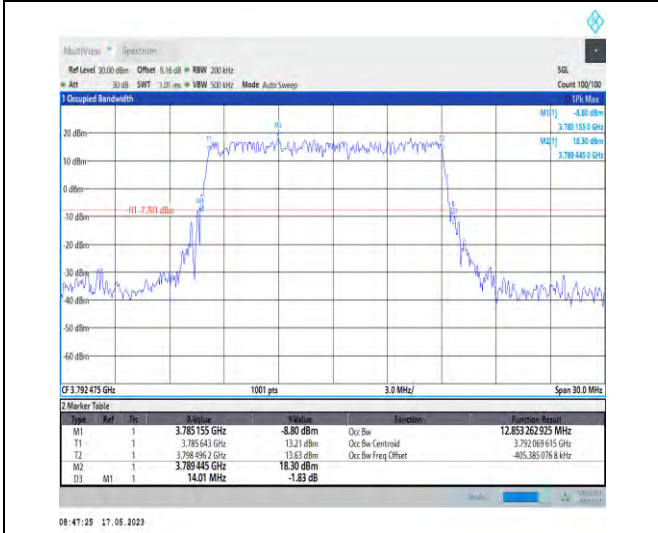 MultiView Spectrum
Ref Level 30.00 dBm Offset 9.16 dB RBW 200 kHz SGL
Att 30 dB SWT 1.01 ms VBW 500 kHz Mode Auto Sweep Count 100/100
1 Occupied Bandwidth 1Pk Max
M1[1] -8.80 dBm
3.785 155 0 GHz
M2[1] 18.30 dBm
3.789 445 0 GHz
M2
T1
T2
20 dBm
10 dBm
0 dBm
M1
D3
H1 -7.701 dBm
-10 dBm
-20 dBm
-30 dBm
-40 dBm
-50 dBm
-60 dBm
CF 3.792 475 GHz 1001 pts 3.0 MHz/ Span 30.0 MHz
2 Marker Table
Type Ref Trc X-Value Y-Value Function Function Result
M1 1 3.785 155 GHz -8.80 dBm Occ Bw 12.853 262 925 MHz
T1 1 3.785 643 GHz 13.21 dBm Occ Bw Centroid 3.792 069 615 GHz
T2 1 3.798 496 2 GHz 13.63 dBm Occ Bw Freq Offset -405.385 076 8 kHz
M2 1 3.789 445 GHz 18.30 dBm
D3 M1 1 14.01 MHz -1.83 dB
08:47:25 17.05.2023